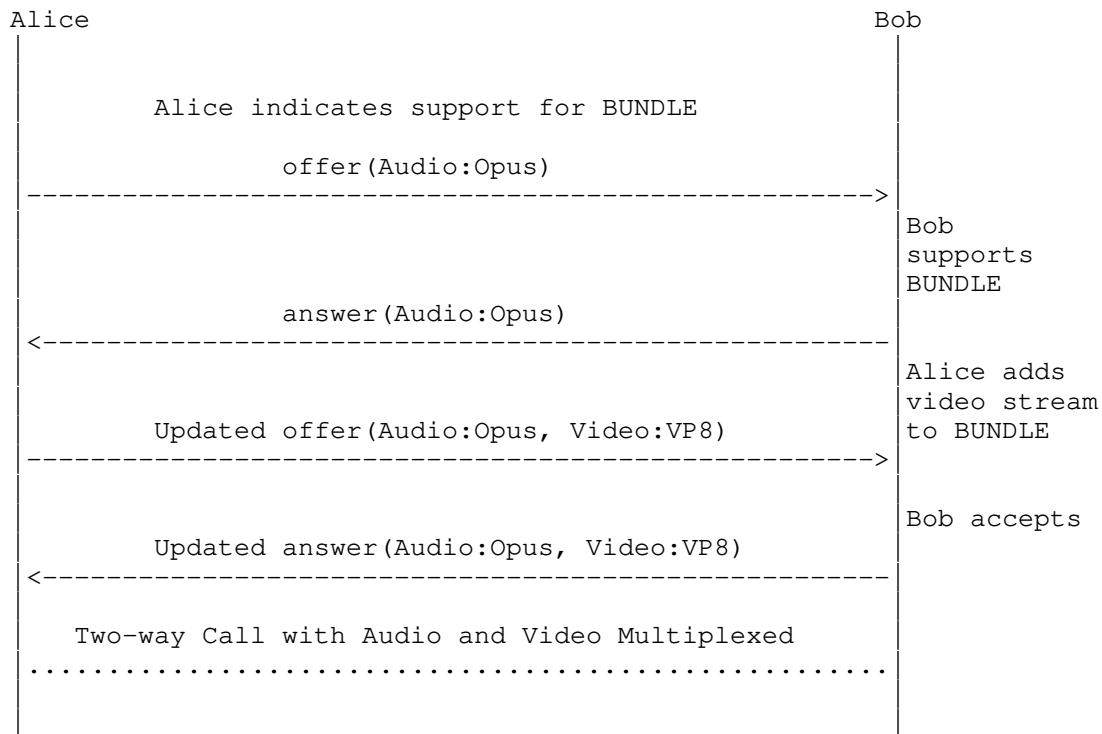 Alice Bob
Alice indicates support for BUNDLE
offer(Audio:Opus)
Bob
supports
BUNDLE
answer(Audio:Opus)
Alice adds
video stream
Updated offer(Audio:Opus, Video:VP8) to BUNDLE
Bob accepts
Updated answer(Audio:Opus, Video:VP8)
Two-way Call with Audio and Video Multiplexed